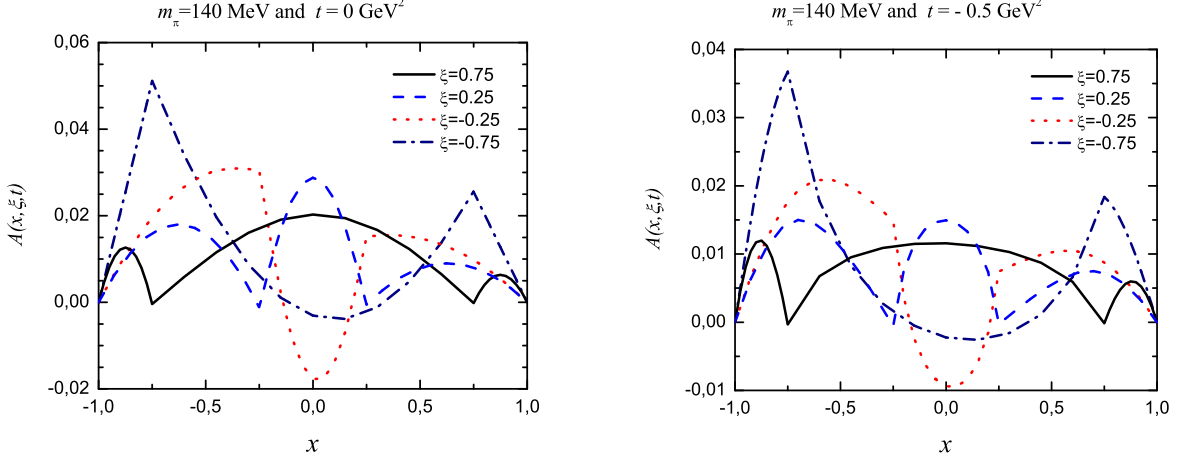 m_π=140 MeV and t = 0 GeV²
0,06
0,04
0,02
0,00
-0,02
-1,0 -0,5 0,0 0,5 1,0
x
A(x,ξ,t)
ξ=0.75
ξ=0.25
ξ=-0.25
ξ=-0.75
m_π=140 MeV and t = - 0.5 GeV²
0,04
0,03
0,02
0,01
0,00
-0,01
-1,0 -0,5 0,0 0,5 1,0
x
A(x,ξ,t)
ξ=0.75
ξ=0.25
ξ=-0.25
ξ=-0.75